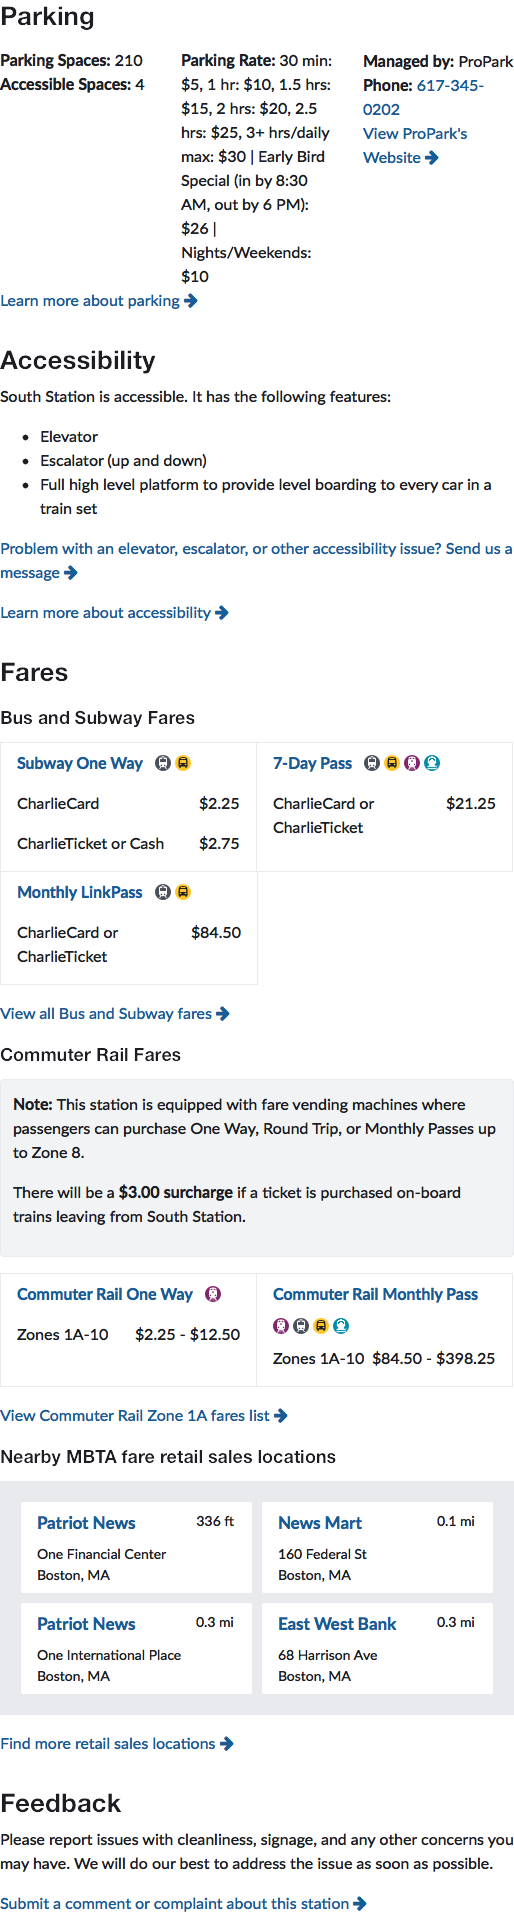 Parking
Parking Spaces: 210
Accessible Spaces: 4
Parking Rate: 30 min:
$5, 1 hr: $10, 1.5 hrs:
$15, 2 hrs: $20, 2.5
hrs: $25, 3+ hrs/daily
max: $30 | Early Bird
Special (in by 8:30
AM, out by 6 PM):
$26 |
Nights/Weekends:
$10
Managed by: ProPark
Phone: 617-345-
0202
View ProPark's
Website
Learn more about parking
Accessibility
South Station is accessible. It has the following features:
• Elevator
• Escalator (up and down)
• Full high level platform to provide level boarding to every car in a
train set
Problem with an elevator, escalator, or other accessibility issue? Send us a
message
Learn more about accessibility
Fares
Bus and Subway Fares
Subway One Way
CharlieCard $2.25
CharlieTicket or Cash $2.75
7-Day Pass
CharlieCard or $21.25
CharlieTicket
Monthly LinkPass
CharlieCard or $84.50
CharlieTicket
View all Bus and Subway fares
Commuter Rail Fares
Note: This station is equipped with fare vending machines where
passengers can purchase One Way, Round Trip, or Monthly Passes up
to Zone 8.
There will be a $3.00 surcharge if a ticket is purchased on-board
trains leaving from South Station.
Commuter Rail One Way
Zones 1A-10 $2.25 - $12.50
Commuter Rail Monthly Pass
Zones 1A-10 $84.50 - $398.25
View Commuter Rail Zone 1A fares list
Nearby MBTA fare retail sales locations
Patriot News 336 ft
One Financial Center
Boston, MA
News Mart 0.1 mi
160 Federal St
Boston, MA
Patriot News 0.3 mi
One International Place
Boston, MA
East West Bank 0.3 mi
68 Harrison Ave
Boston, MA
Find more retail sales locations
Feedback
Please report issues with cleanliness, signage, and any other concerns you
may have. We will do our best to address the issue as soon as possible.
Submit a comment or complaint about this station